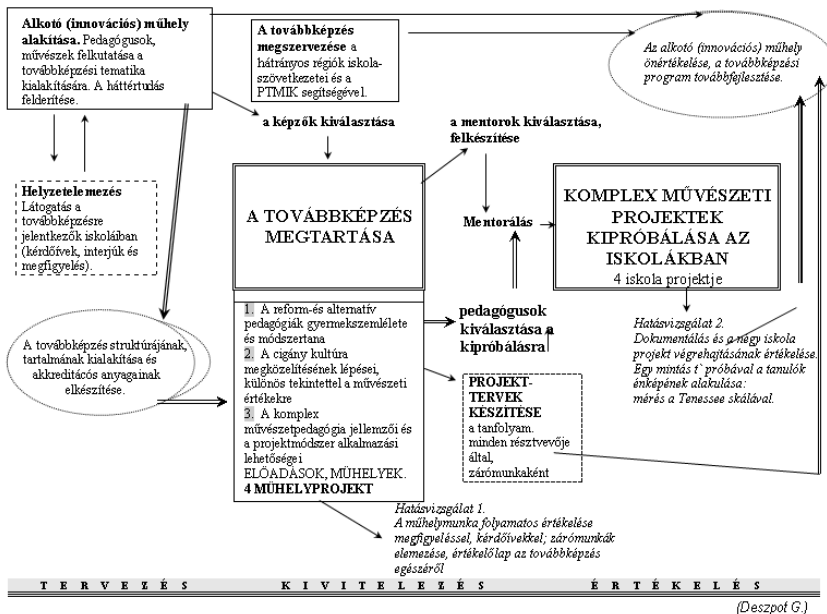 Alkotó (innovációs) műhely
alakítása. Pedagógusok,
művészek felkutatása a
továbbképzési tematika
kialakítására. A háttértudás
felderítése.
A továbbképzés
megszervezése a
hátrányos régiók iskola-
szövetkezetei és a
PTMIK segítségével.
Az alkotó (innovációs) műhely
önértékelése, a továbbképzési
program továbbfejlesztése.
a képzők kiválasztása
a mentorok kiválasztása,
felkészítése
Helyzetelemezés
Látogatás a
továbbképzésre
jelentkezők iskoláiban
(kérdőívek, interjúk és
megfigyelés).
A TOVÁBBKÉPZÉS
MEGTARTÁSA
Mentorálás
KOMPLEX MŰVÉSZETI
PROJEKTEK
KIPRÓBÁLÁSA AZ
ISKOLÁKBAN
4 iskola projektje
A továbbképzés struktúrájának,
tartalmának kialakítása és
akkreditácós anyagainak
elkészítése.
1. A reform-és alternatív
pedagógiák gyermekszemlélete
és módszertana
2. A cigány kultúra
megközelítésének lépései,
különös tekintettel a művészeti
értékekre
3. A komplex
művészetpedagógia jellemzői és
a projektmódszer alkalmazási
lehetőségei
ELŐADÁSOK, MŰHELYEK.
4 MŰHELYPROJEKT
pedagógusok
kiválasztása a
kipróbálásra
PROJEKT-
TERVEK
KÉSZÍTÉSE
a tanfolyam.
minden résztvevője
által,
zárómunkaként
Hatásvizsgálat 2.
Dokumentálás és a négy iskola
projekt végrehajtásának értékelése.
Egy mintás t` próbával a tanulók
énképének alakulása:
mérés a Tenessee skálával.
Hatásvizsgálat 1.
A műhelymunka folyamatos értékelése
megfigyeléssel, kérdőívekkel; zárómunkák
elemezése, értékelőlap az továbbképzés
egészéről
T E R V E Z É S K I V I T E L E Z É S É R T É K E L É S
(Deszpot G.)